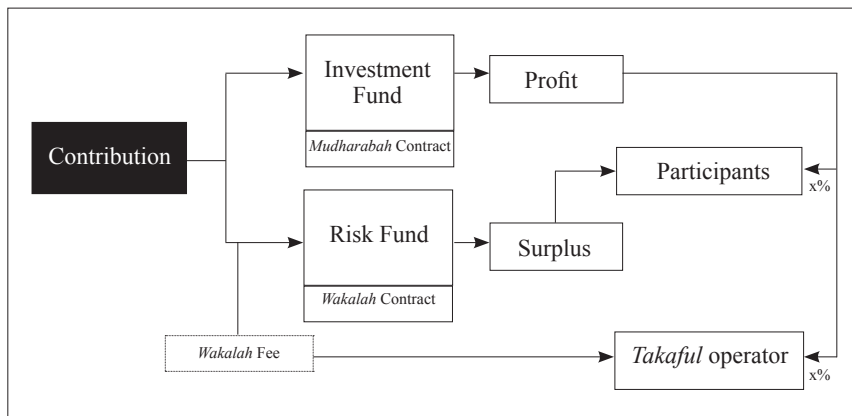 Investment
Fund
Mudharabah Contract
Profit
Contribution
Participants
x%
Risk Fund
Wakalah Contract
Surplus
Wakalah Fee
Takaful operator
x%